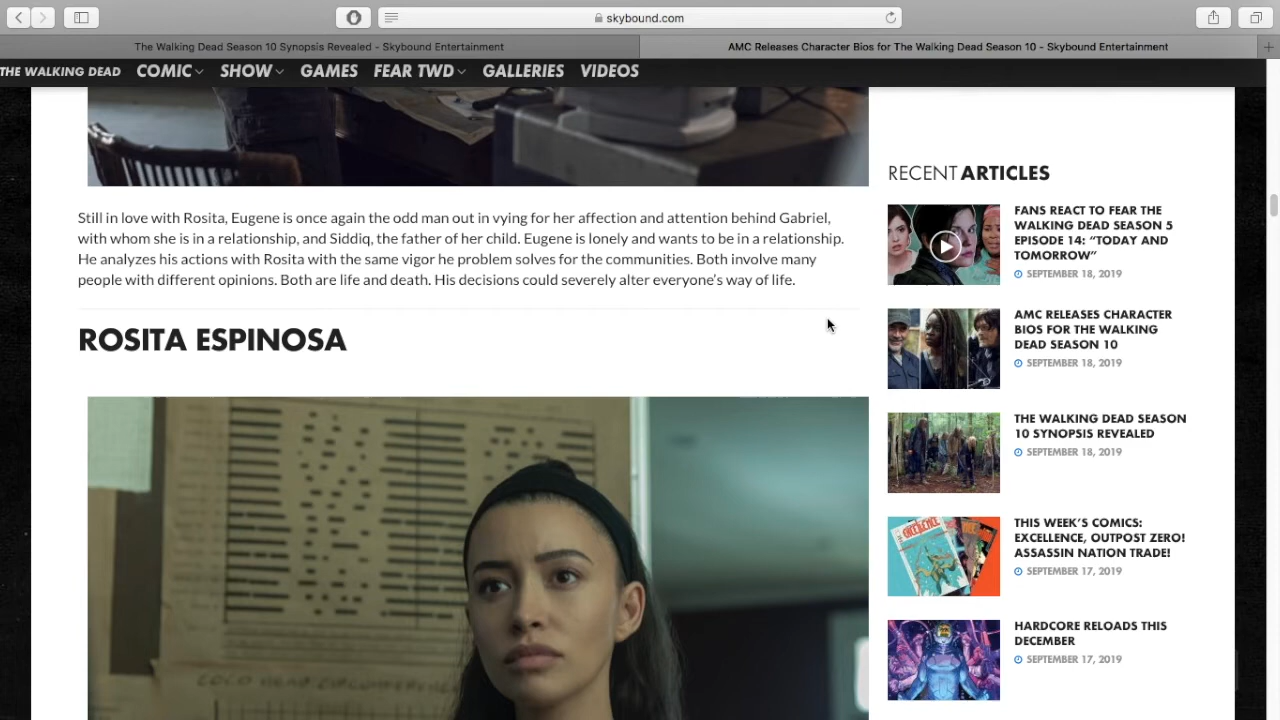 skybound.com
The Walking Dead Season 10 Synopsis Revealed - Skybound Entertainment
AMC Releases Character Bios for The Walking Dead Season 10 - Skybound Entertainment
THE WALKING DEAD COMIC SHOW GAMES FEAR TWD GALLERIES VIDEOS
Still in love with Rosita, Eugene is once again the odd man out in vying for her affection and attention behind Gabriel,
with whom she is in a relationship, and Siddiq, the father of her child. Eugene is lonely and wants to be in a relationship.
He analyzes his actions with Rosita with the same vigor he problem solves for the communities. Both involve many
people with different opinions. Both are life and death. His decisions could severely alter everyone's way of life.
ROSITA ESPINOSA
RECENT ARTICLES
FANS REACT TO FEAR THE
WALKING DEAD SEASON 5
EPISODE 14: “TODAY AND
TOMORROW”
SEPTEMBER 18, 2019
AMC RELEASES CHARACTER
BIOS FOR THE WALKING
DEAD SEASON 10
SEPTEMBER 18, 2019
THE WALKING DEAD SEASON
10 SYNOPSIS REVEALED
SEPTEMBER 18, 2019
THIS WEEK'S COMICS:
EXCELLENCE, OUTPOST ZERO!
ASSASSIN NATION TRADE!
SEPTEMBER 17, 2019
HARDCORE RELOADS THIS
DECEMBER
SEPTEMBER 17, 2019